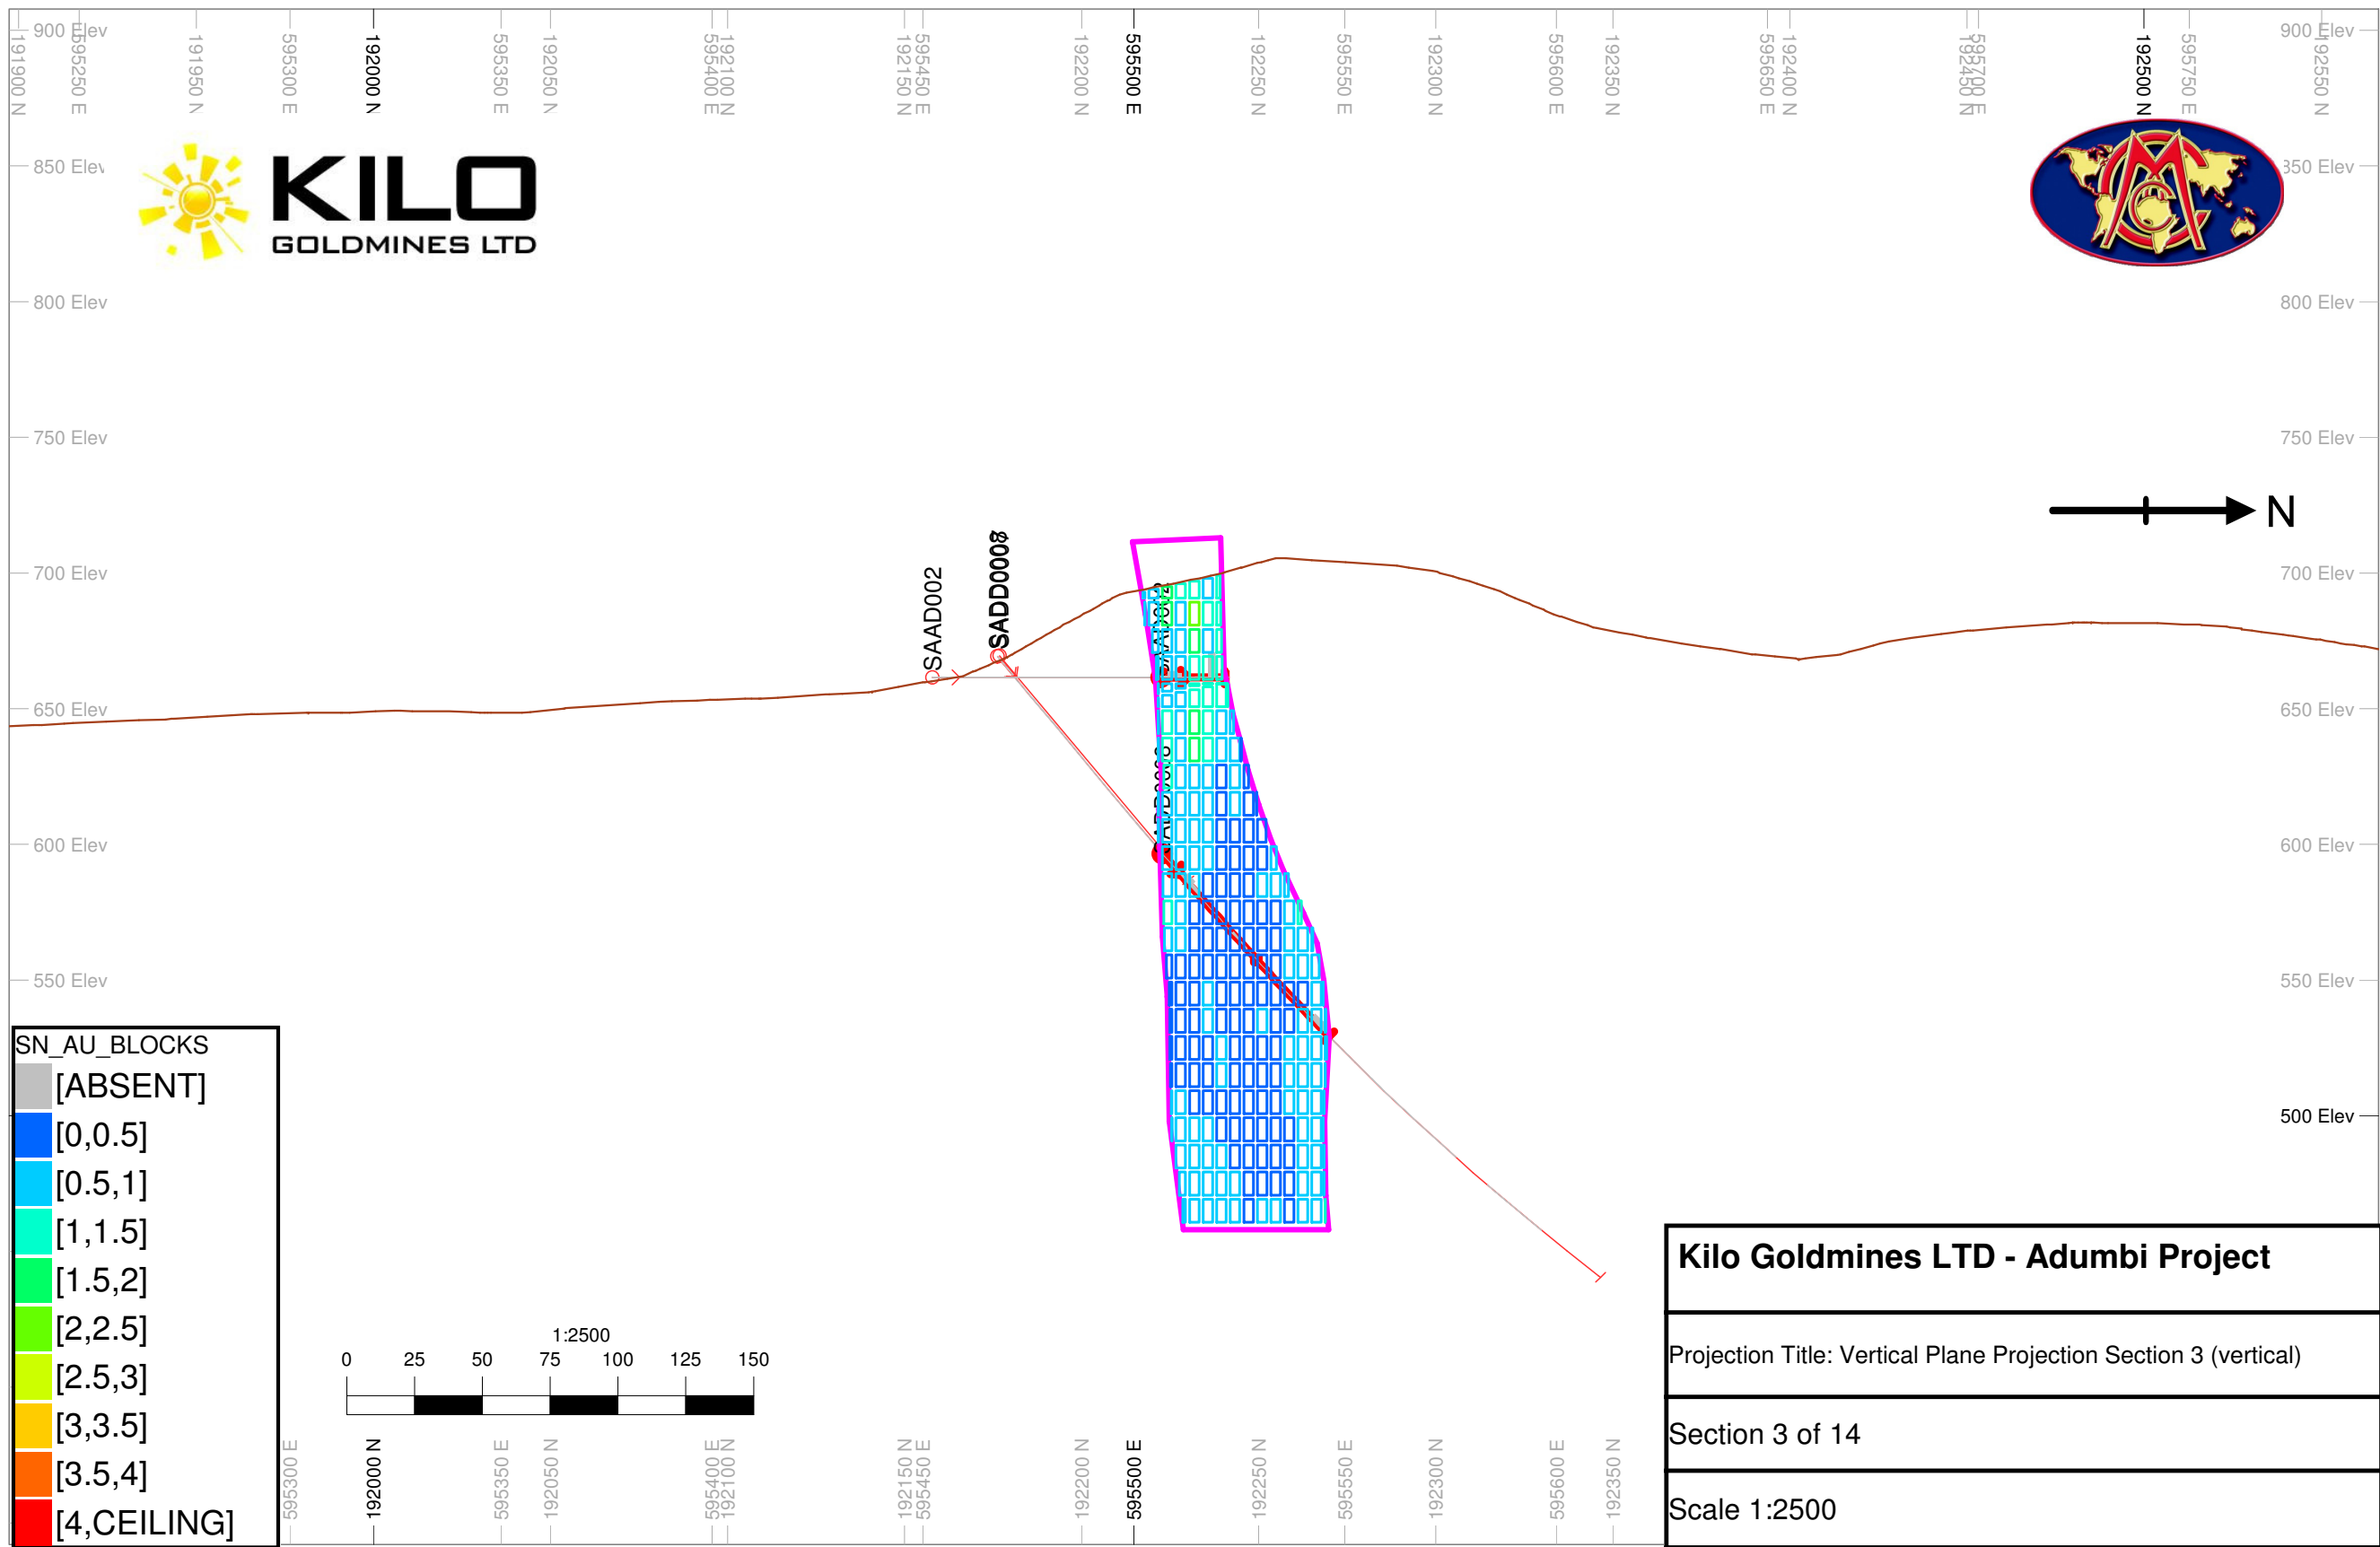 900 Elev
900 Elev
191900 N
595250 E
191950 N
595300 E
192000 N
595350 E
192050 N
595400 E
192100 N
192150 N
595450 E
192200 N
595500 E
192250 N
595550 E
192300 N
595600 E
192350 N
595650 E
192400 N
192450 N
595700 E
192500 N
595750 E
192550 N
850 Elev
KILO
GOLDMINES LTD
800 Elev
800 Elev
750 Elev
750 Elev
N
700 Elev
700 Elev
SAAD002
650 Elev
650 Elev
600 Elev
600 Elev
550 Elev
550 Elev
500 Elev
SN_AU_BLOCKS
[ABSENT]
[0,0.5]
[0.5,1]
[1,1.5]
[1.5,2]
[2,2.5]
[2.5,3]
[3,3.5]
[3.5,4]
[4,CEILING]
1:2500
0 25 50 75 100 125 150
Kilo Goldmines LTD - Adumbi Project
Projection Title: Vertical Plane Projection Section 3 (vertical)
Section 3 of 14
Scale 1:2500
595300 E
192000 N
595350 E
192050 N
595400 E
192100 N
192150 N
595450 E
192200 N
595500 E
192250 N
595550 E
192300 N
595600 E
192350 N